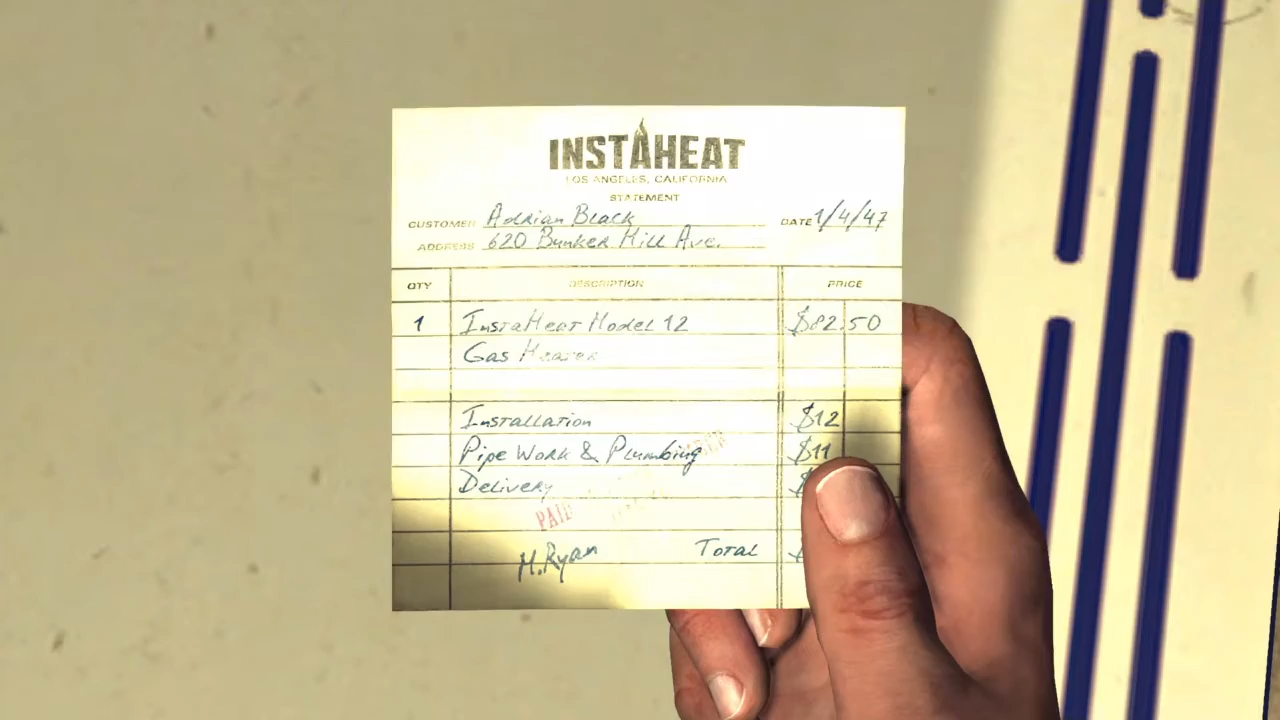 INSTAHEAT
LOS ANGELES, CALIFORNIA
STATEMENT
CUSTOMER Adrian Black DATE 1/4/47
ADDRESS 620 Bunker Hill Ave.
QTY DESCRIPTION PRICE
1 InstaHeat Model 12 $82.50
Gas Heater
Installation $12
Pipe Work & Plumbing $11
Delivery $
PAID
M.Ryan Total